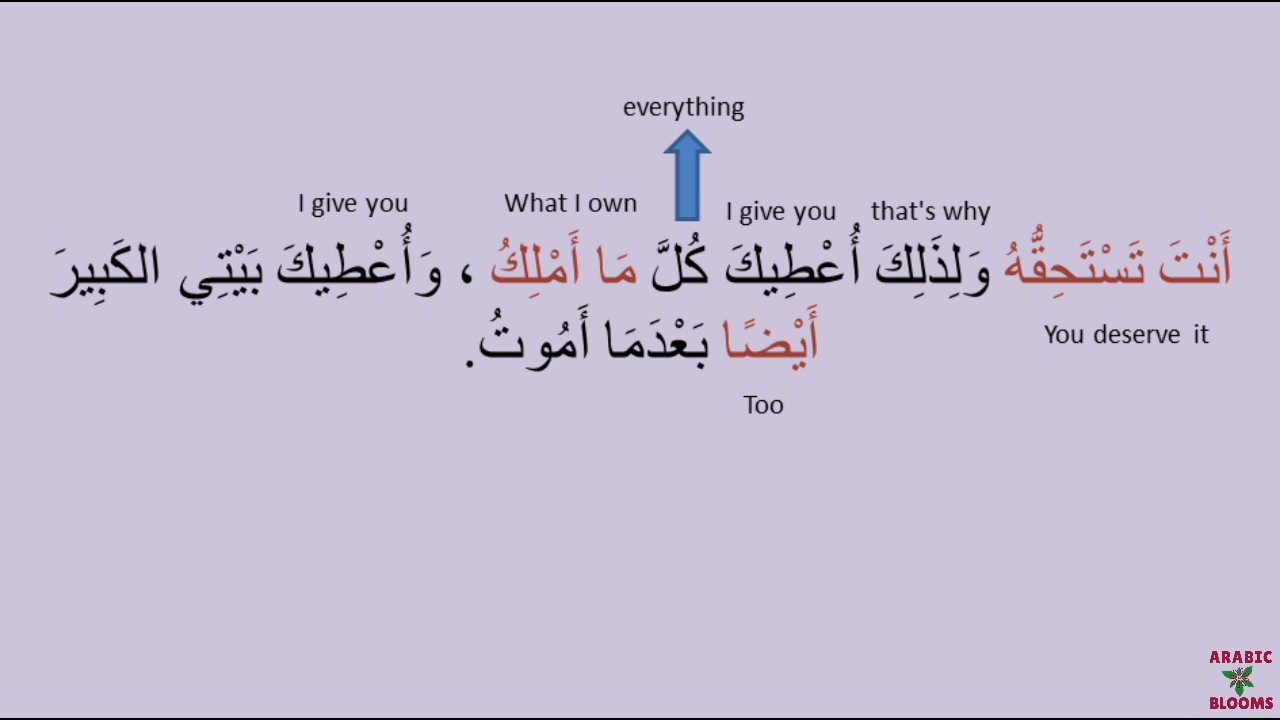 everything
I give you What I own I give you that's why
أَنْتَ تَسْتَحِقُّهُ وَلِذَلِكَ أُعْطِيكَ كُلَّ مَا أَمْلِكُ ، وَأُعْطِيكَ بَيْتِي الكَبِيرَ
You deserve it
أَيْضًا بَعْدَمَا أَمُوتُ.
Too
ARABIC
BLOOMS